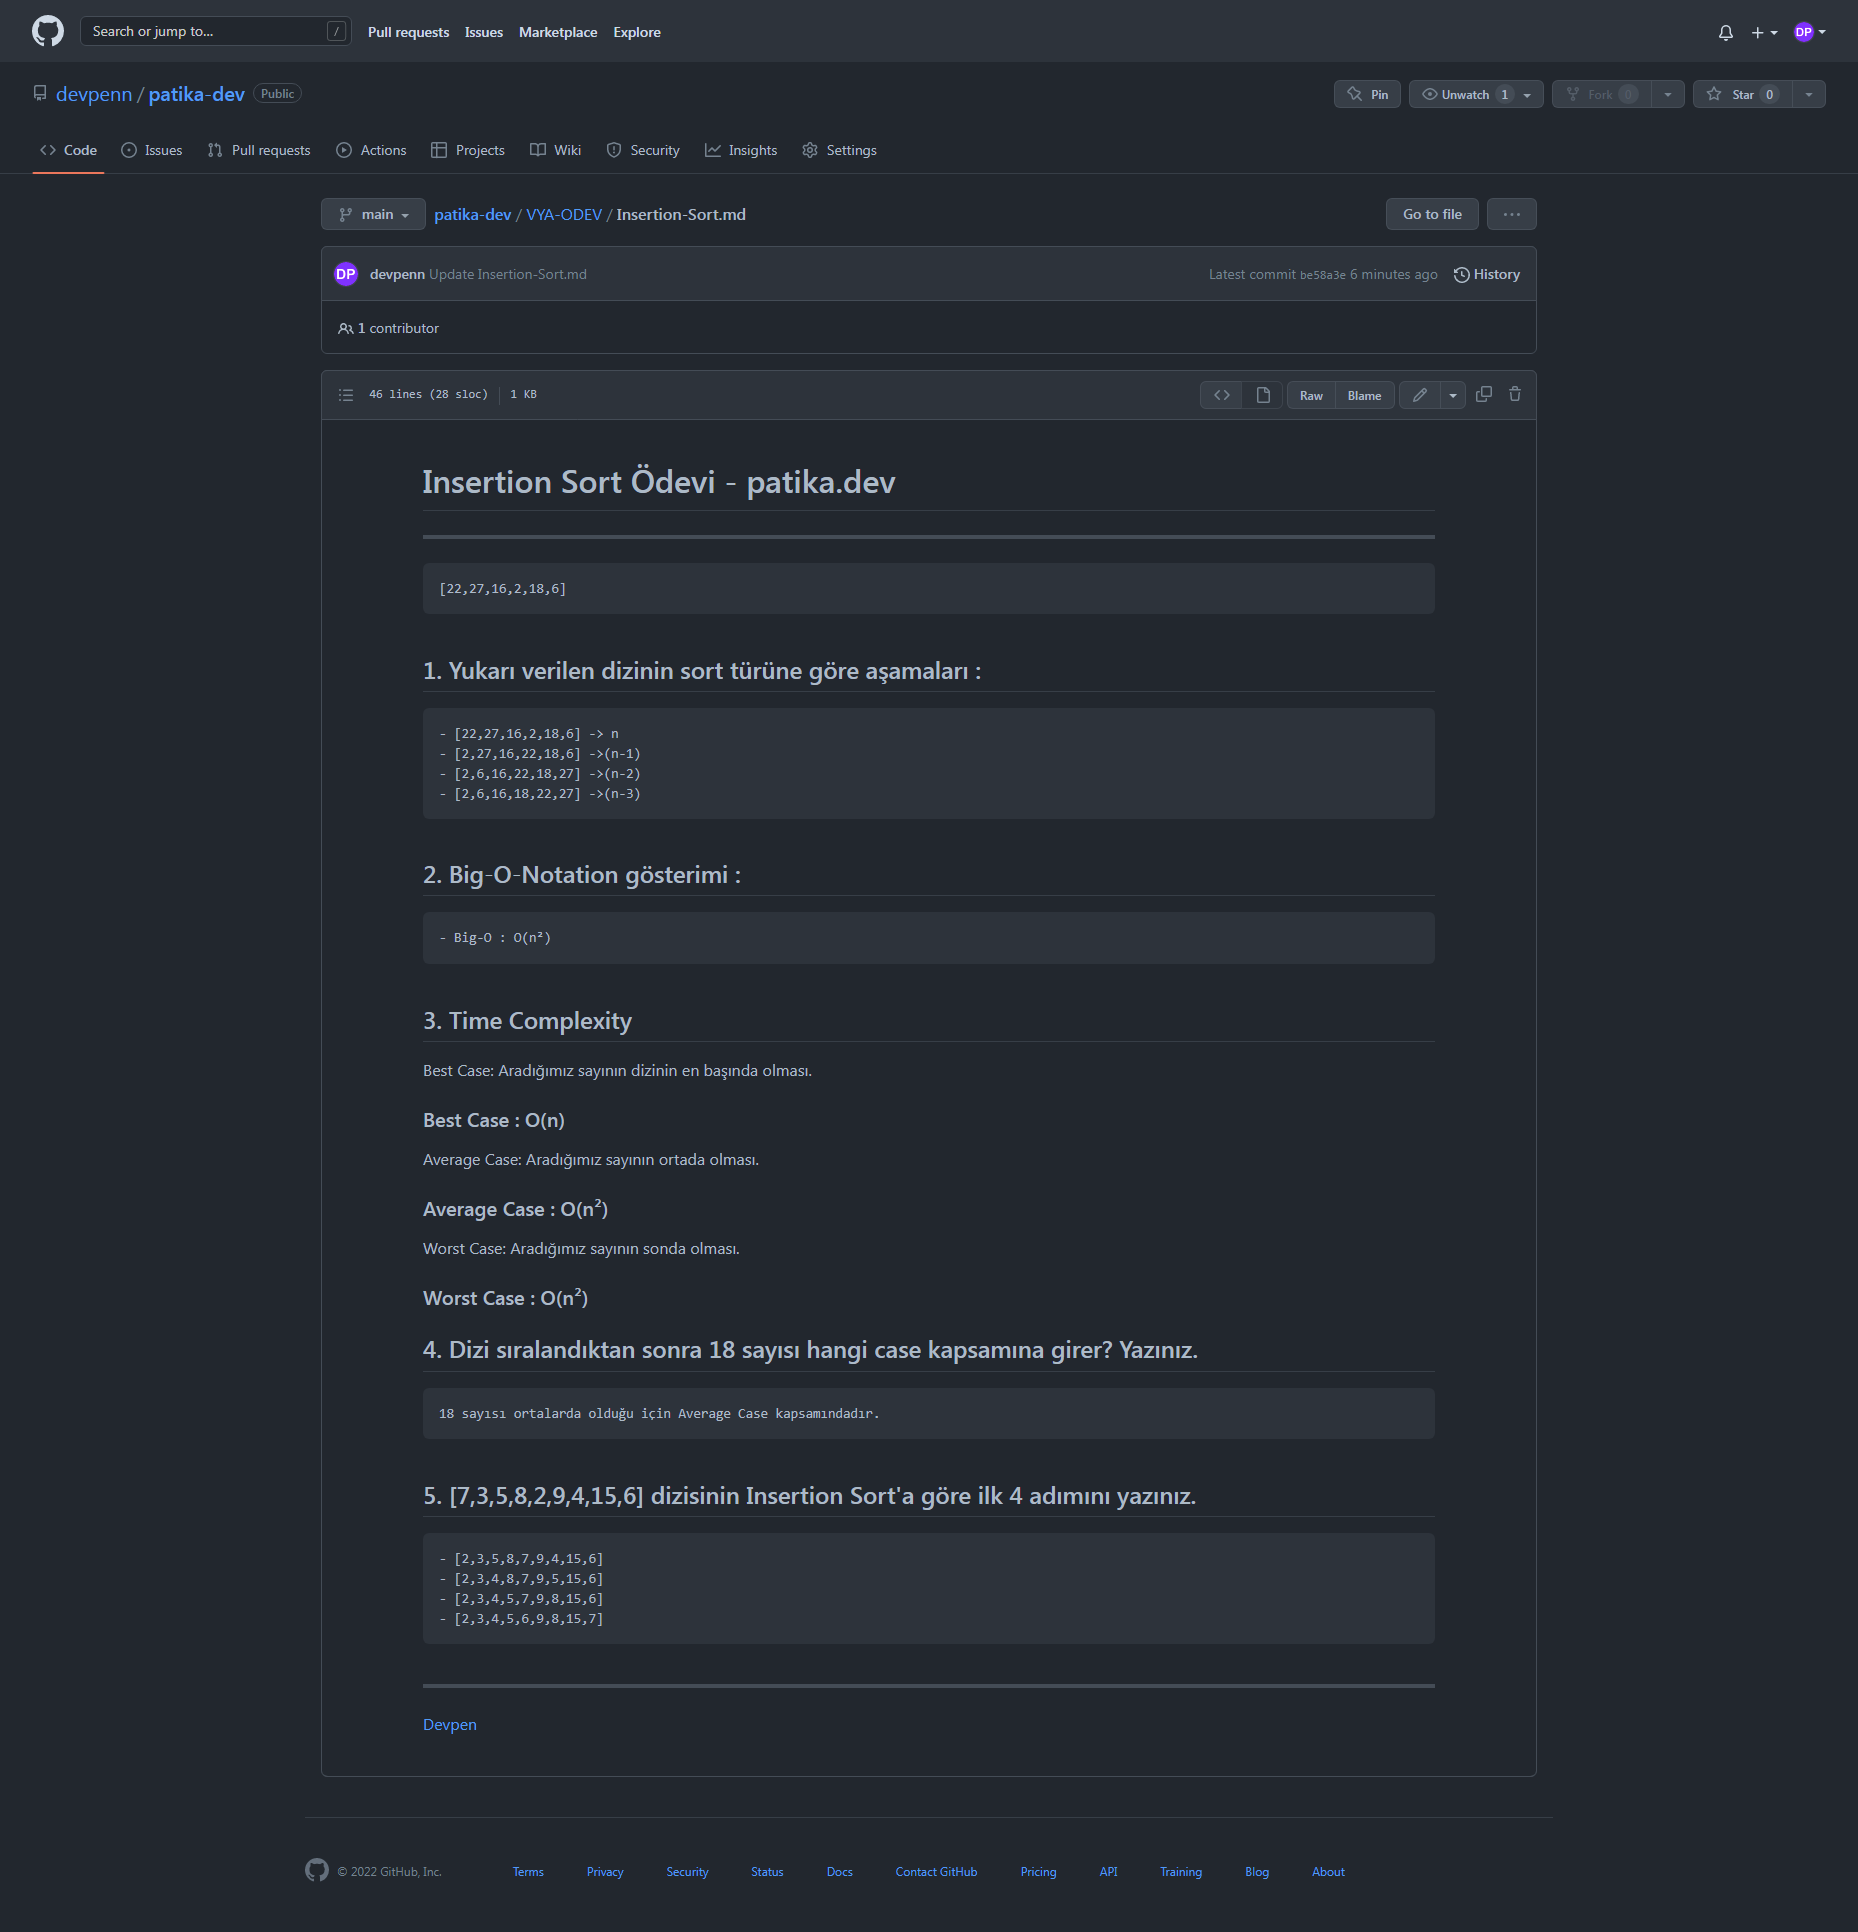 Search or jump to... /
Pull requests Issues Marketplace Explore
DP
devpenn / patika-dev Public
Pin Unwatch 1 Fork 0 Star 0
Code Issues Pull requests Actions Projects Wiki Security Insights Settings
main patika-dev / VYA-ODEV / Insertion-Sort.md Go to file ...
DP devpenn Update Insertion-Sort.md Latest commit be58a3e 6 minutes ago History
1 contributor
46 lines (28 sloc) 1 KB <> Raw Blame
Insertion Sort Ödevi - patika.dev
[22,27,16,2,18,6]
1. Yukarı verilen dizinin sort türüne göre aşamaları :
- [22,27,16,2,18,6] -> n
- [2,27,16,22,18,6] ->(n-1)
- [2,6,16,22,18,27] ->(n-2)
- [2,6,16,18,22,27] ->(n-3)
2. Big-O-Notation gösterimi :
- Big-O : O(n²)
3. Time Complexity
Best Case: Aradığımız sayının dizinin en başında olması.
Best Case : O(n)
Average Case: Aradığımız sayının ortada olması.
Average Case : O(n²)
Worst Case: Aradığımız sayının sonda olması.
Worst Case : O(n²)
4. Dizi sıralandıktan sonra 18 sayısı hangi case kapsamına girer? Yazınız.
18 sayısı ortalarda olduğu için Average Case kapsamındadır.
5. [7,3,5,8,2,9,4,15,6] dizisinin Insertion Sort'a göre ilk 4 adımını yazınız.
- [2,3,5,8,7,9,4,15,6]
- [2,3,4,8,7,9,5,15,6]
- [2,3,4,5,7,9,8,15,6]
- [2,3,4,5,6,9,8,15,7]
Devpen
© 2022 GitHub, Inc. Terms Privacy Security Status Docs Contact GitHub Pricing API Training Blog About